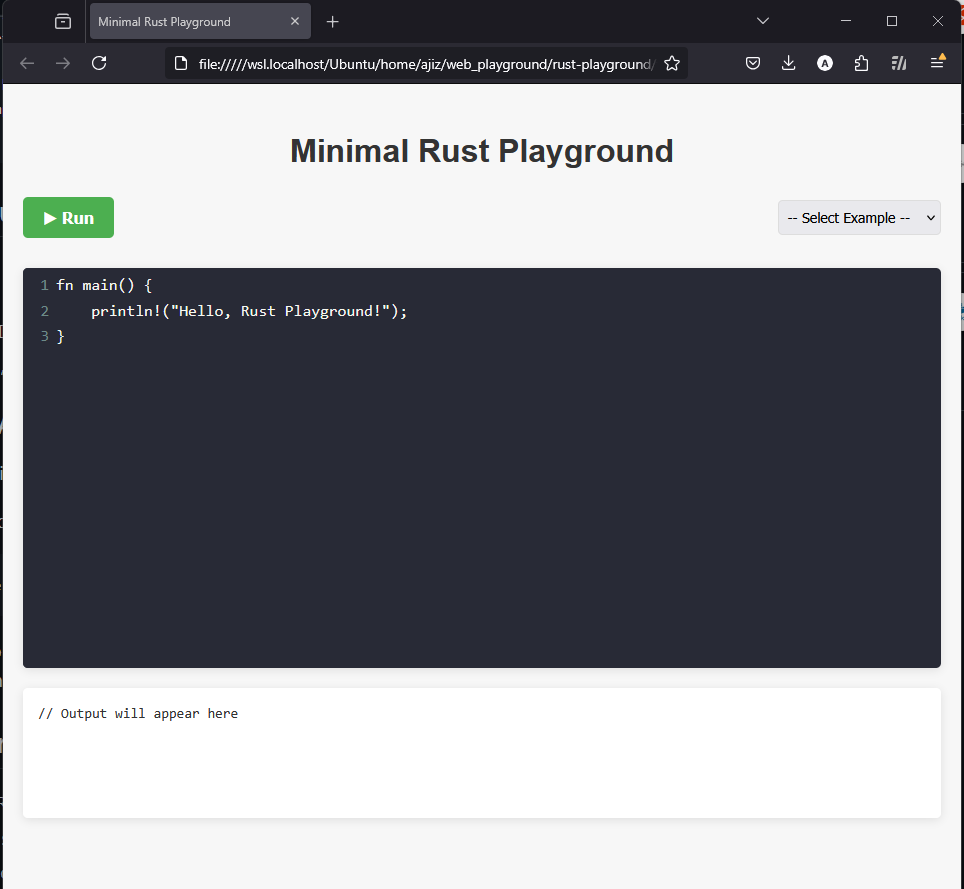 Minimal Rust Playground
file://///wsl.localhost/Ubuntu/home/ajiz/web_playground/rust-playground/
A
Minimal Rust Playground
▶ Run
-- Select Example --
1 fn main() {
2     println!("Hello, Rust Playground!");
3 }
// Output will appear here